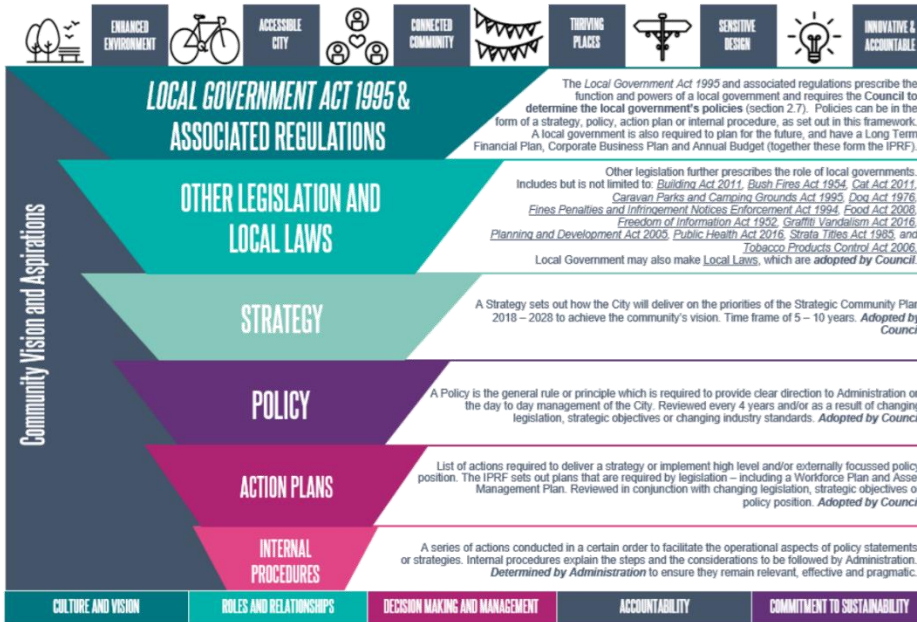 ENHANCED
ENVIRONMENT
ACCESSIBLE
CITY
CONNECTED
COMMUNITY
THRIVING
PLACES
SENSITIVE
DESIGN
INNOVATIVE &
ACCOUNTABLE
Community Vision and Aspirations
LOCAL GOVERNMENT ACT 1995 &
ASSOCIATED REGULATIONS
The Local Government Act 1995 and associated regulations prescribe the
function and powers of a local government and requires the Council to
determine the local government's policies (section 2.7). Policies can be in the
form of a strategy, policy, action plan or internal procedure, as set out in this framework.
A local government is also required to plan for the future, and have a Long Term
Financial Plan, Corporate Business Plan and Annual Budget (together these form the IPRF).
OTHER LEGISLATION AND
LOCAL LAWS
Other legislation further prescribes the role of local governments.
Includes but is not limited to: Building Act 2011, Bush Fires Act 1954, Cat Act 2011,
Caravan Parks and Camping Grounds Act 1995, Dog Act 1976,
Fines Penalties and Infringement Notices Enforcement Act 1994, Food Act 2008,
Freedom of Information Act 1952, Graffiti Vandalism Act 2016,
Planning and Development Act 2005, Public Health Act 2016, Strata Titles Act 1985, and
Tobacco Products Control Act 2006.
Local Government may also make Local Laws, which are adopted by Council.
STRATEGY
A Strategy sets out how the City will deliver on the priorities of the Strategic Community Plan
2018 – 2028 to achieve the community's vision. Time frame of 5 – 10 years. Adopted by
Council
POLICY
A Policy is the general rule or principle which is required to provide clear direction to Administration on
the day to day management of the City. Reviewed every 4 years and/or as a result of changing
legislation, strategic objectives or changing industry standards. Adopted by Council
ACTION PLANS
List of actions required to deliver a strategy or implement high level and/or externally focussed policy
position. The IPRF sets out plans that are required by legislation – including a Workforce Plan and Asset
Management Plan. Reviewed in conjunction with changing legislation, strategic objectives or
policy position. Adopted by Council
INTERNAL
PROCEDURES
A series of actions conducted in a certain order to facilitate the operational aspects of policy statements
or strategies. Internal procedures explain the steps and the considerations to be followed by Administration.
Determined by Administration to ensure they remain relevant, effective and pragmatic.
CULTURE AND VISION
ROLES AND RELATIONSHIPS
DECISION MAKING AND MANAGEMENT
ACCOUNTABILITY
COMMITMENT TO SUSTAINABILITY